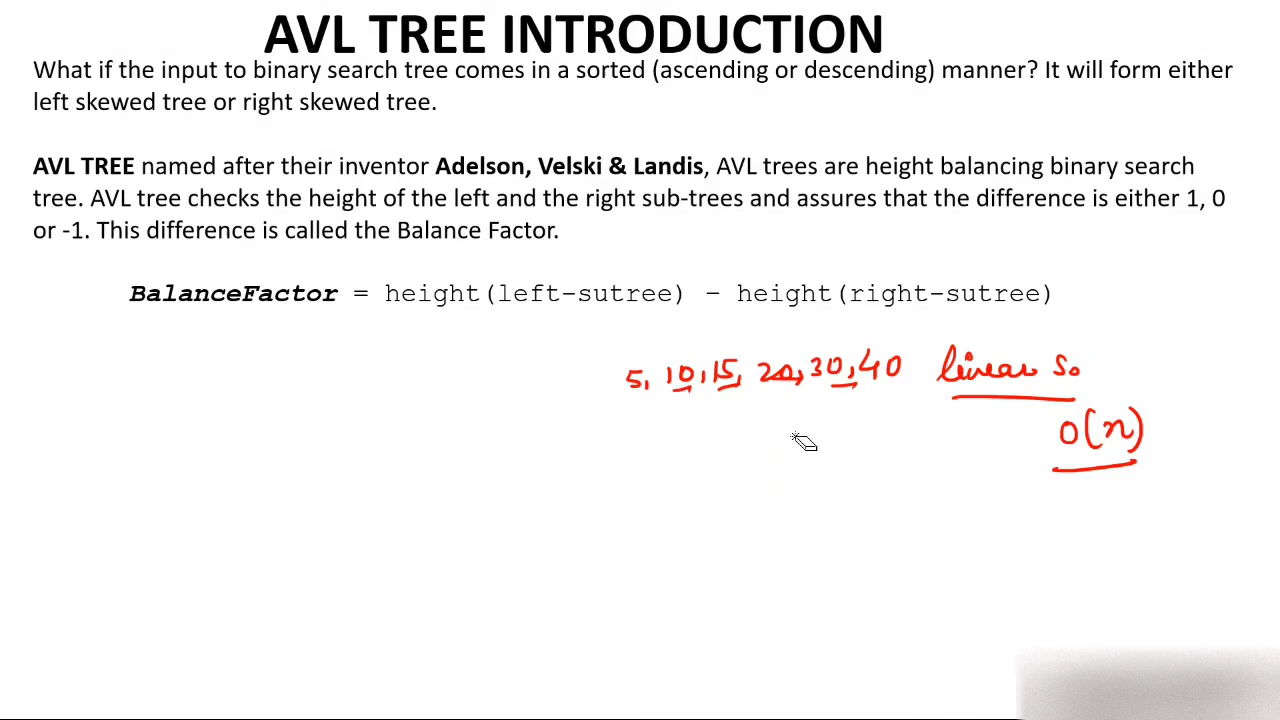 AVL TREE INTRODUCTION
What if the input to binary search tree comes in a sorted (ascending or descending) manner? It will form either
left skewed tree or right skewed tree.
AVL TREE named after their inventor Adelson, Velski & Landis, AVL trees are height balancing binary search
tree. AVL tree checks the height of the left and the right sub-trees and assures that the difference is either 1, 0
or -1. This difference is called the Balance Factor.
BalanceFactor = height(left-sutree) − height(right-sutree)
5, 10, 15, 20, 30, 40 linear So
O(n)